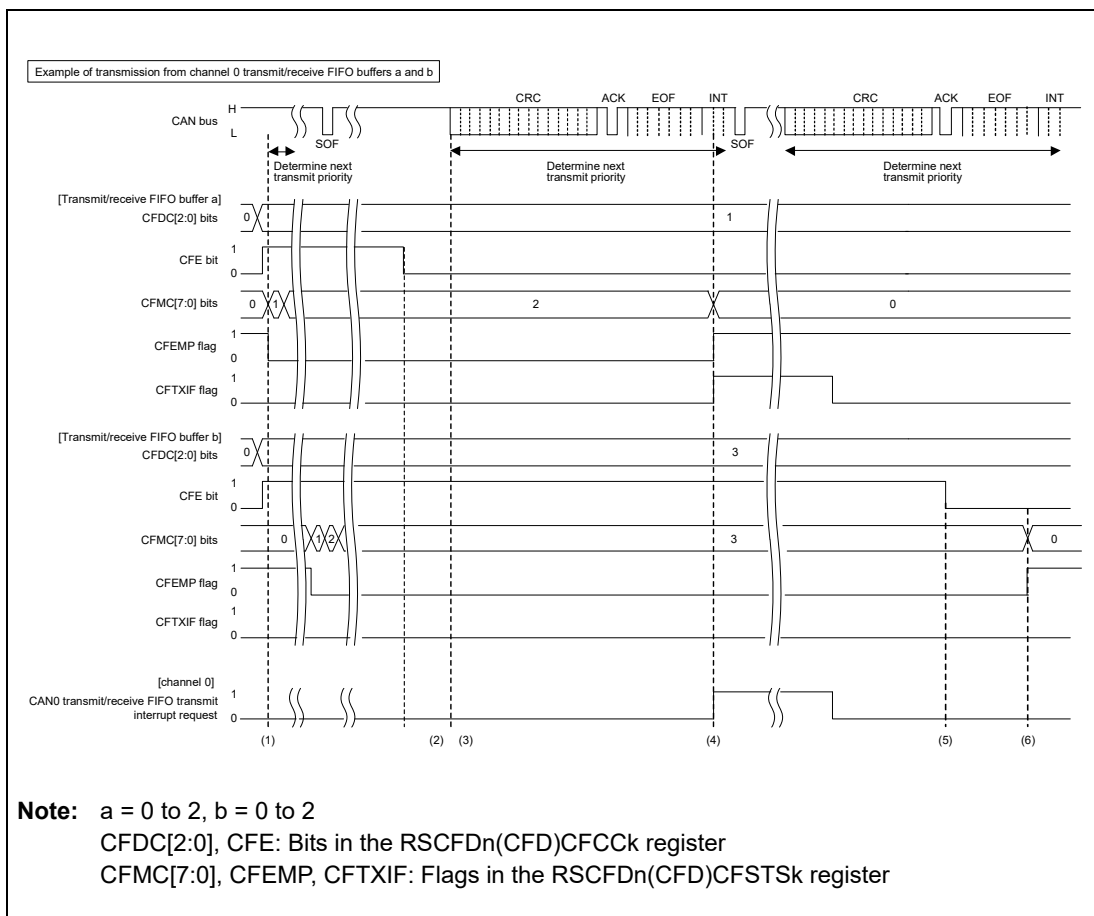 Example of transmission from channel 0 transmit/receive FIFO buffers a and b
CRC ACK EOF INT CRC ACK EOF INT
H
CAN bus
L
SOF SOF
Determine next transmit priority
Determine next transmit priority
Determine next transmit priority
[Transmit/receive FIFO buffer a]
CFDC[2:0] bits 0 1
1
CFE bit
0
CFMC[7:0] bits 0 1 2 0
1
CFEMP flag
0
1
CFTXIF flag
0
[Transmit/receive FIFO buffer b]
CFDC[2:0] bits 0 3
1
CFE bit
0
CFMC[7:0] bits 0 1 2 3 0
1
CFEMP flag
0
1
CFTXIF flag
0
[channel 0]
CAN0 transmit/receive FIFO transmit 1
interrupt request 0
(1) (2) (3) (4) (5) (6)
Note: a = 0 to 2, b = 0 to 2
CFDC[2:0], CFE: Bits in the RSCFDn(CFD)CFCCk register
CFMC[7:0], CFEMP, CFTXIF: Flags in the RSCFDn(CFD)CFSTSk register